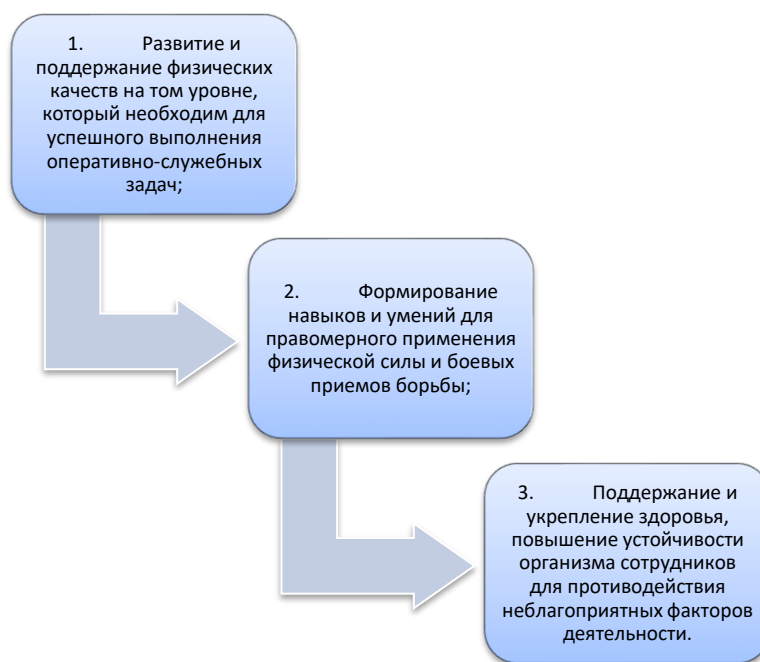 1. Развитие и
поддержание физических
качеств на том уровне,
который необходим для
успешного выполнения
оперативно-служебных
задач;
2. Формирование
навыков и умений для
правомерного применения
физической силы и боевых
приемов борьбы;
3. Поддержание и
укрепление здоровья,
повышение устойчивости
организма сотрудников
для противодействия
неблагоприятных факторов
деятельности.